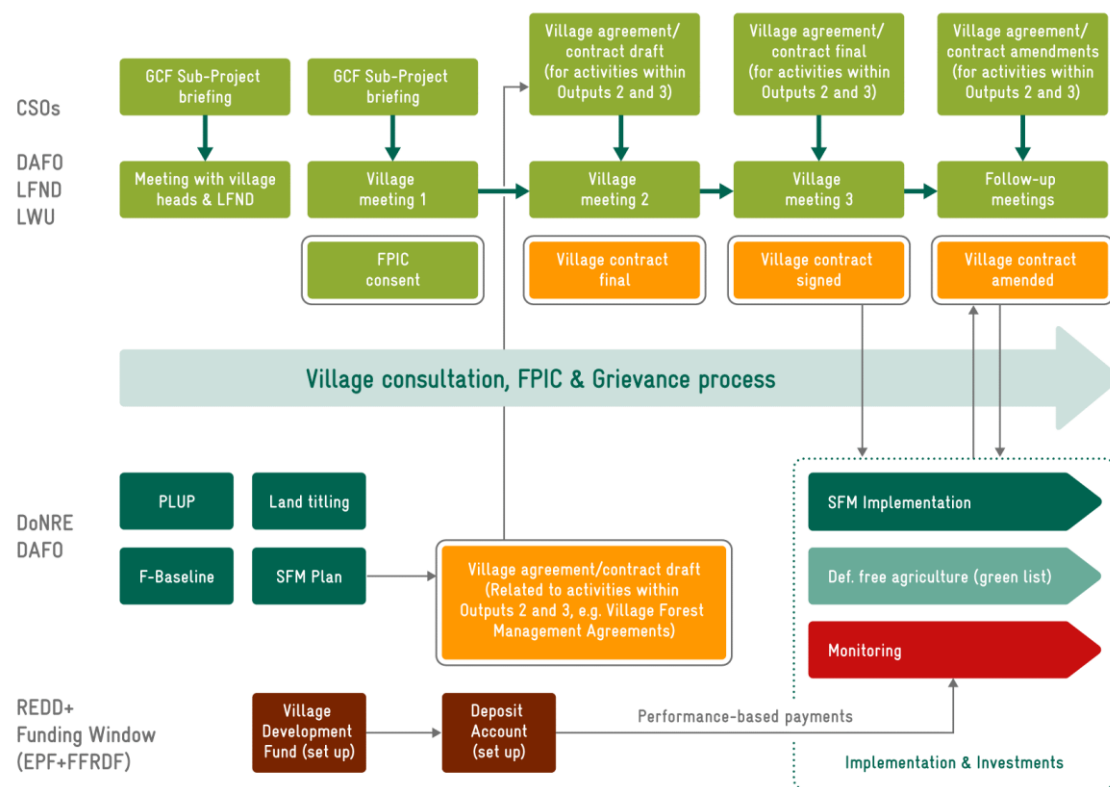 CSOs
GCF Sub-Project
briefing
GCF Sub-Project
briefing
Village agreement/
contract draft
(for activities within
Outputs 2 and 3)
Village agreement/
contract final
(for activities within
Outputs 2 and 3)
Village agreement/
contract amendments
(for activities within
Outputs 2 and 3)
DAFO
LFND
LWU
Meeting with village
heads & LFND
Village
meeting 1
Village
meeting 2
Village
meeting 3
Follow-up
meetings
FPIC
consent
Village contract
final
Village contract
signed
Village contract
amended
Village consultation, FPIC & Grievance process
DoNRE
DAFO
PLUP
Land titling
F-Baseline
SFM Plan
Village agreement/contract draft
(Related to activities within
Outputs 2 and 3, e.g. Village Forest
Management Agreements)
SFM Implementation
Def. free agriculture (green list)
Monitoring
REDD+
Funding Window
(EPF+FFRDF)
Village
Development
Fund (set up)
Deposit
Account
(set up)
Performance-based payments
Implementation & Investments